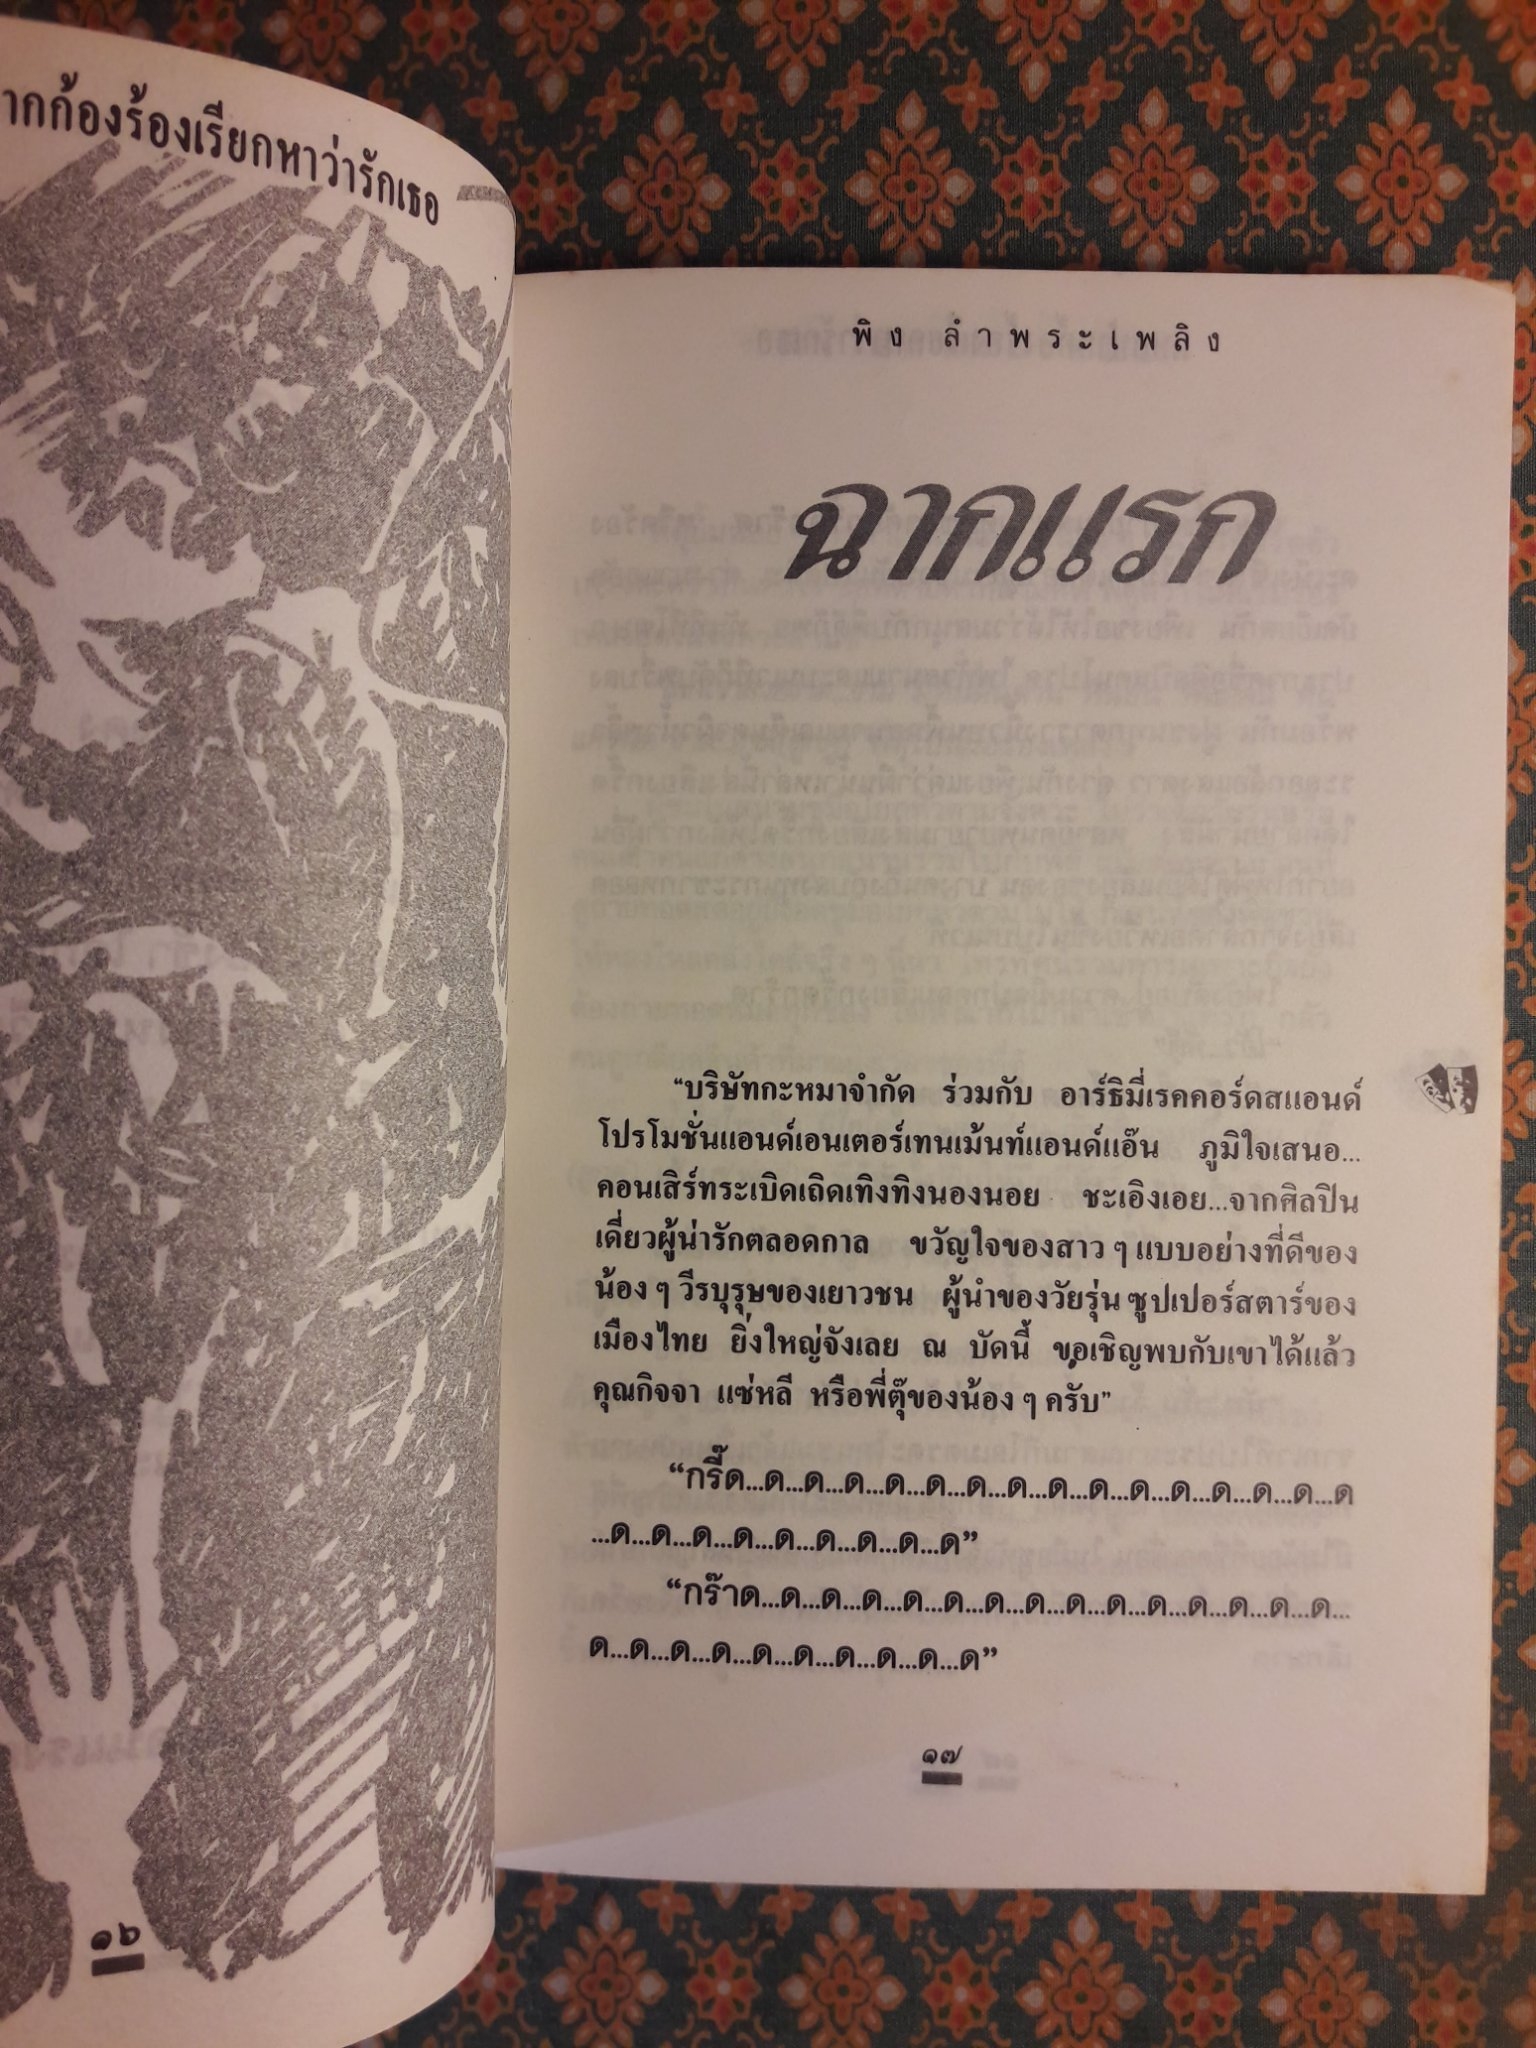 ากก้องร้องเรียกหาว่ารักเธอ
๑๖
พิง ลำพระเพลิง
ฉากแรก
“บริษัทกะหมาจำกัด ร่วมกับ อาร์ธิมี่เรคคอร์ดสแอนด์
โปรโมชั่นแอนด์เอนเตอร์เทนเม้นท์แอนด์แอ๊น ภูมิใจเสนอ...
คอนเสิร์ทระเบิดเถิดเทิงทิงนองนอย ชะเอิงเอย...จากศิลปิน
เดี่ยวผู้น่ารักตลอดกาล ขวัญใจของสาว ๆ แบบอย่างที่ดีของ
น้อง ๆ วีรบุรุษของเยาวชน ผู้นำของวัยรุ่น ซูปเปอร์สตาร์ของ
เมืองไทย ยิ่งใหญ่จังเลย ณ บัดนี้ ขอเชิญพบกับเขาได้แล้ว
คุณกิจจา แซ่หลี หรือพี่ตุ๊ของน้อง ๆ ครับ”
“กรี๊ด...ด...ด...ด...ด...ด...ด...ด...ด...ด...ด...ด...ด...ด...ด...ด
...ด...ด...ด...ด...ด...ด...ด...ด...ด”
“กร๊าด...ด...ด...ด...ด...ด...ด...ด...ด...ด...ด...ด...ด...ด...ด...
ด...ด...ด...ด...ด...ด...ด...ด...ด...ด”
๑๗